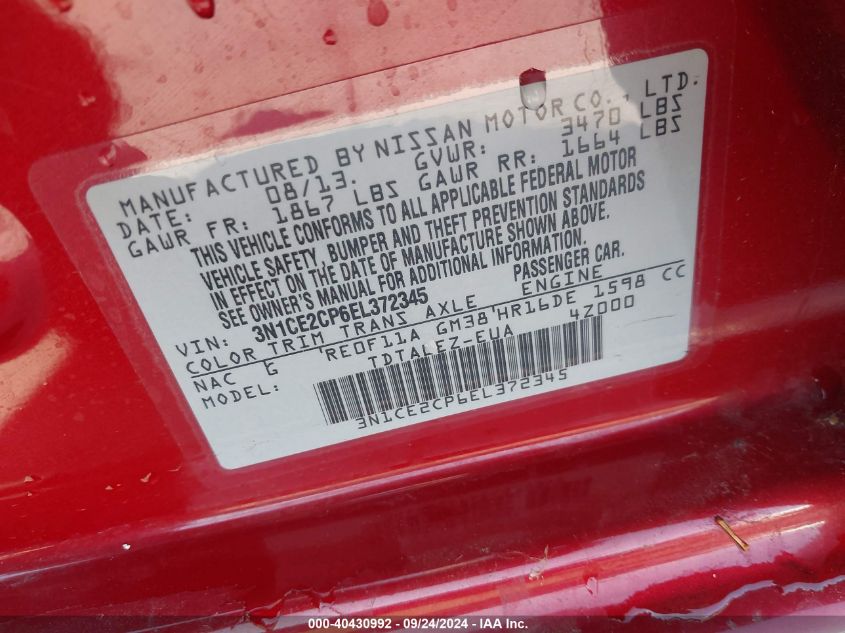 MANUFACTURED BY NISSAN MOTOR CO., LTD.
DATE: 08/13. GVWR: 3470 LBS
GAWR FR: 1867 LBS GAWR RR: 1664 LBS
THIS VEHICLE CONFORMS TO ALL APPLICABLE FEDERAL MOTOR
VEHICLE SAFETY, BUMPER AND THEFT PREVENTION STANDARDS
IN EFFECT ON THE DATE OF MANUFACTURE SHOWN ABOVE.
SEE OWNER'S MANUAL FOR ADDITIONAL INFORMATION.
VIN: 3N1CE2CP6EL372345 PASSENGER CAR.
COLOR TRIM TRANS AXLE ENGINE
NAC G 'RE0F11A GM38'HR16DE 1598 CC
MODEL: TDTALEZ-EUA 4Z000
3N1CE2CP6EL372345
000-40430992 - 09/24/2024 - IAA Inc.